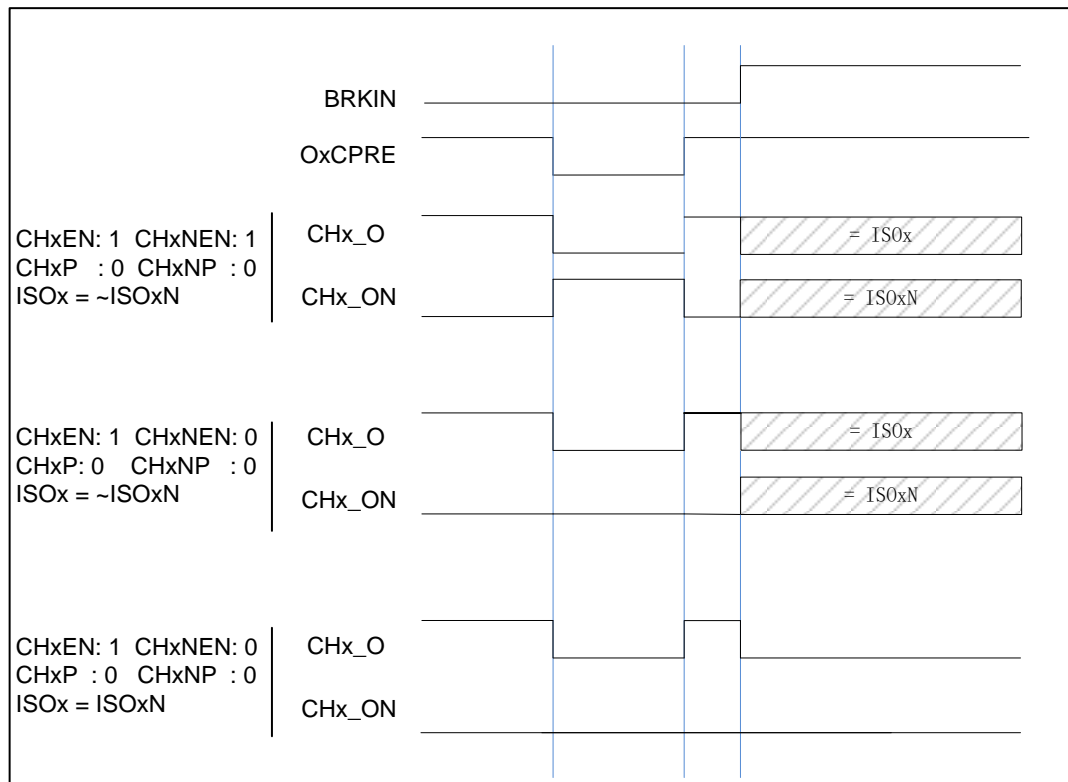 BRKIN
OxCPRE
CHxEN: 1 CHxNEN: 1
CHxP : 0 CHxNP : 0
ISOx = ~ISOxN
CHx_O
= ISOx
CHx_ON
= ISOxN
CHxEN: 1 CHxNEN: 0
CHxP: 0 CHxNP : 0
ISOx = ~ISOxN
CHx_O
= ISOx
CHx_ON
= ISOxN
CHxEN: 1 CHxNEN: 0
CHxP : 0 CHxNP : 0
ISOx = ISOxN
CHx_O
CHx_ON